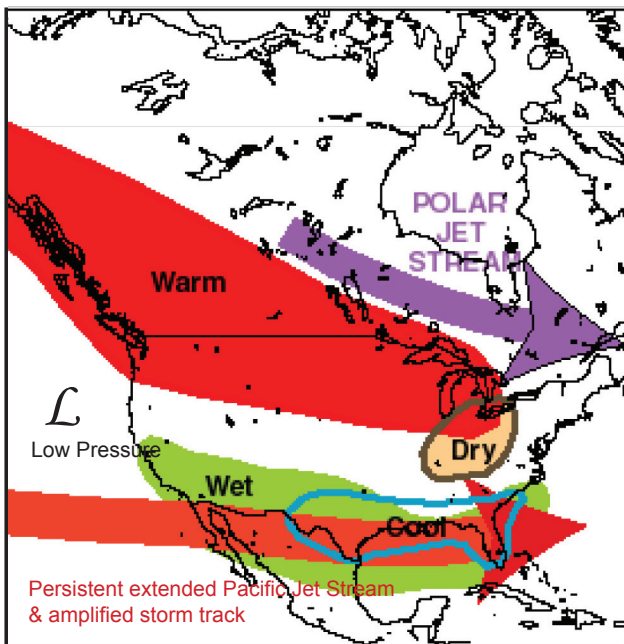 POLAR
JET
STREAM
Warm
ℒ
Low Pressure
Dry
Wet
Cool
Persistent extended Pacific Jet Stream
& amplified storm track